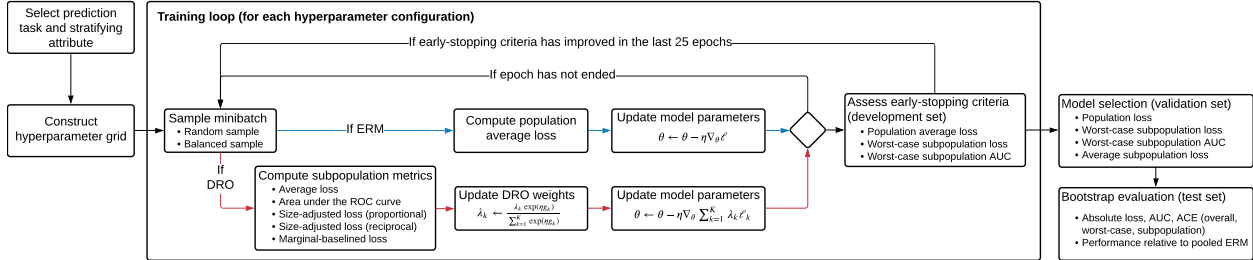 Select prediction
task and stratifying
attribute
Construct
hyperparameter grid
Training loop (for each hyperparameter configuration)
If early-stopping criteria has improved in the last 25 epochs
If epoch has not ended
Sample minibatch
• Random sample
• Balanced sample
If ERM
Compute population
average loss
Update model parameters
θ ← θ − η∇θℓ
If
DRO
Compute subpopulation metrics
• Average loss
• Area under the ROC curve
• Size-adjusted loss (proportional)
• Size-adjusted loss (reciprocal)
• Marginal-baselined loss
Update DRO weights
λk ← λk exp(ηgk) / ∑Kk=1 exp(ηgk)
Update model parameters
θ ← θ − η∇θ ∑Kk=1 λkℓk
Assess early-stopping criteria
(development set)
• Population average loss
• Worst-case subpopulation loss
• Worst-case subpopulation AUC
Model selection (validation set)
• Population loss
• Worst-case subpopulation loss
• Worst-case subpopulation AUC
• Average subpopulation loss
Bootstrap evaluation (test set)
• Absolute loss, AUC, ACE (overall,
worst-case, subpopulation)
• Performance relative to pooled ERM